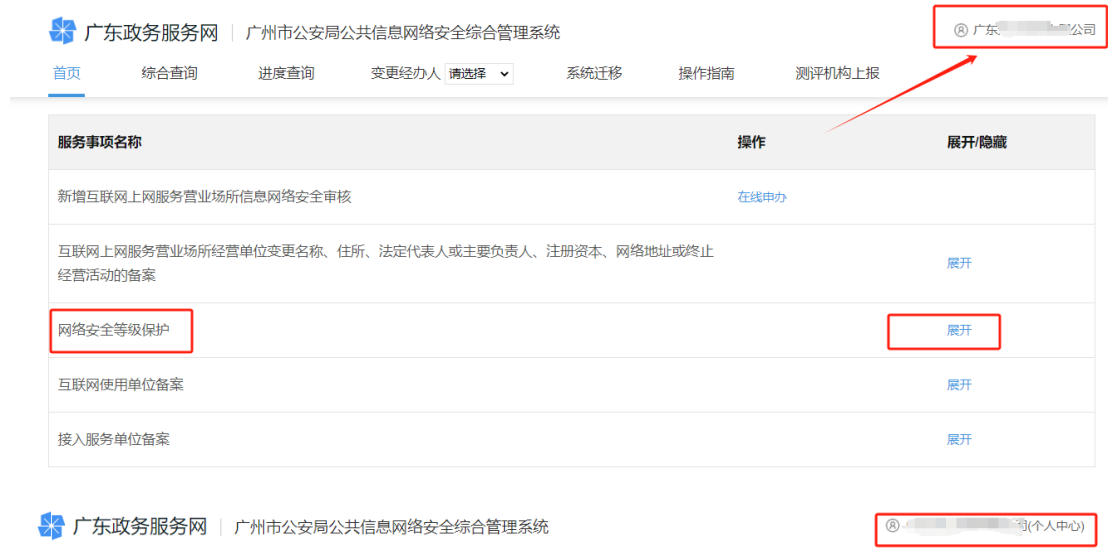 广东政务服务网 广州市公安局公共信息网络安全综合管理系统 广东 公司
首页 综合查询 进度查询 变更经办人 请选择 系统迁移 操作指南 测评机构上报
服务事项名称 操作 展开/隐藏
新增互联网上网服务营业场所信息网络安全审核 在线申办
互联网上网服务营业场所经营单位变更名称、住所、法定代表人或主要负责人、注册资本、网络地址或终止
经营活动的备案 展开
网络安全等级保护 展开
互联网使用单位备案 展开
接入服务单位备案 展开
广东政务服务网 广州市公安局公共信息网络安全综合管理系统 (个人中心)